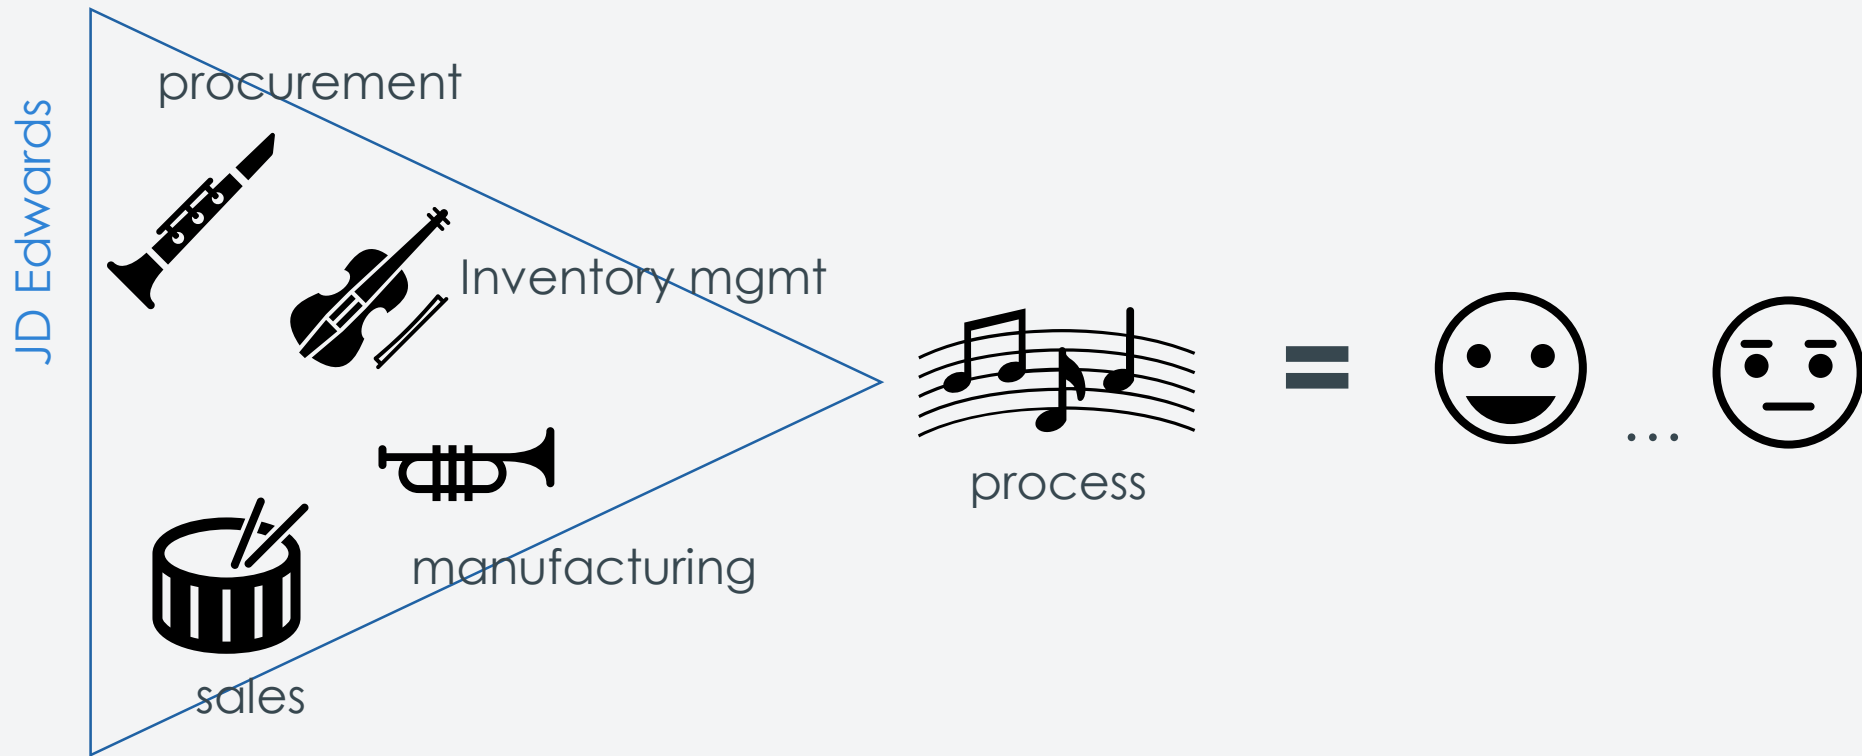 JD Edwards
procurement
Inventory mgmt
manufacturing
sales
process
=
...